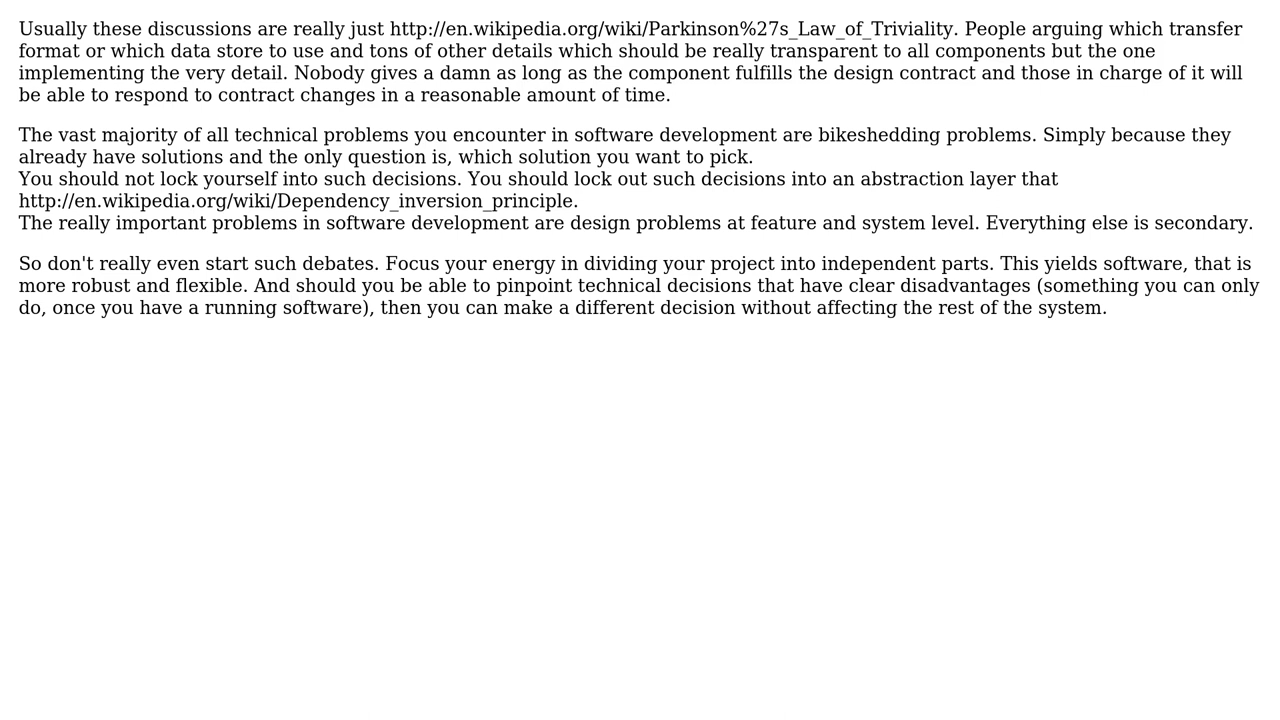 Usually these discussions are really just http://en.wikipedia.org/wiki/Parkinson%27s_Law_of_Triviality. People arguing which transfer
format or which data store to use and tons of other details which should be really transparent to all components but the one
implementing the very detail. Nobody gives a damn as long as the component fulfills the design contract and those in charge of it will
be able to respond to contract changes in a reasonable amount of time.
The vast majority of all technical problems you encounter in software development are bikeshedding problems. Simply because they
already have solutions and the only question is, which solution you want to pick.
You should not lock yourself into such decisions. You should lock out such decisions into an abstraction layer that
http://en.wikipedia.org/wiki/Dependency_inversion_principle.
The really important problems in software development are design problems at feature and system level. Everything else is secondary.
So don't really even start such debates. Focus your energy in dividing your project into independent parts. This yields software, that is
more robust and flexible. And should you be able to pinpoint technical decisions that have clear disadvantages (something you can only
do, once you have a running software), then you can make a different decision without affecting the rest of the system.